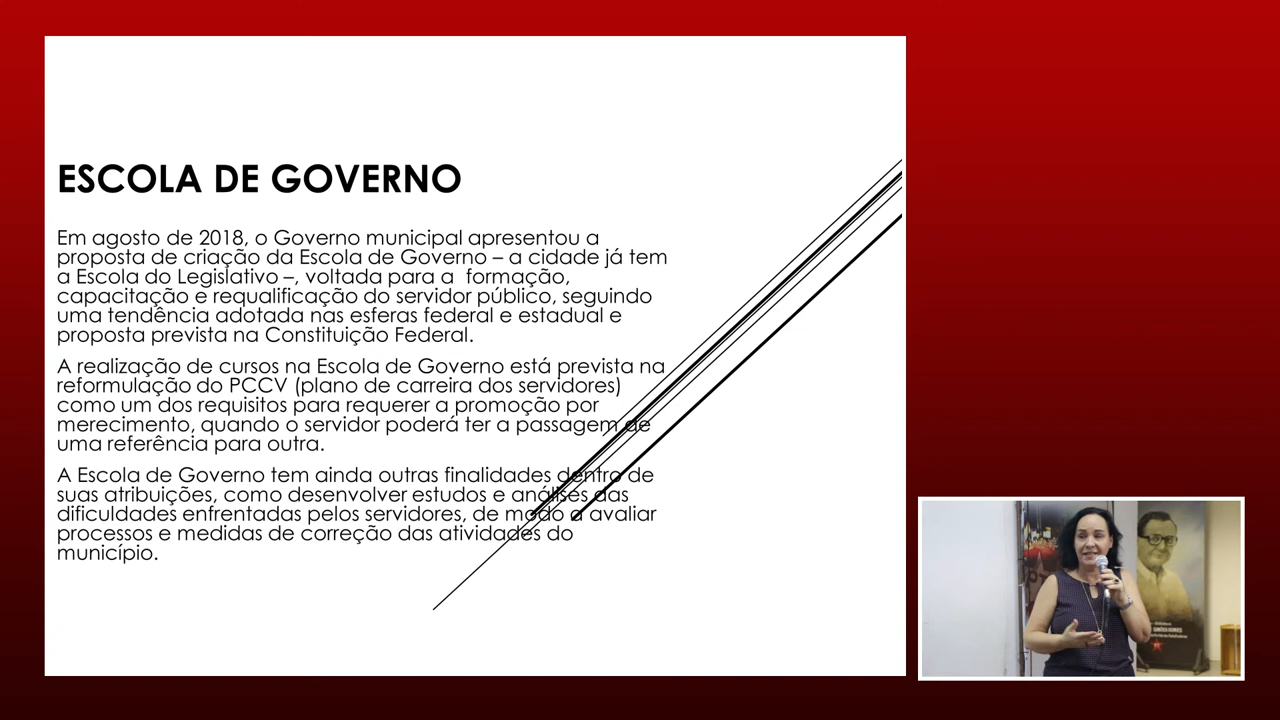 ESCOLA DE GOVERNO
Em agosto de 2018, o Governo municipal apresentou a
proposta de criação da Escola de Governo – a cidade já tem
a Escola do Legislativo –, voltada para a formação,
capacitação e requalificação do servidor público, seguindo
uma tendência adotada nas esferas federal e estadual e
proposta prevista na Constituição Federal.
A realização de cursos na Escola de Governo está prevista na
reformulação do PCCV (plano de carreira dos servidores)
como um dos requisitos para requerer a promoção por
merecimento, quando o servidor poderá ter a passagem de
uma referência para outra.
A Escola de Governo tem ainda outras finalidades dentro de
suas atribuições, como desenvolver estudos e análises das
dificuldades enfrentadas pelos servidores, de modo a avaliar
processos e medidas de correção das atividades do
município.